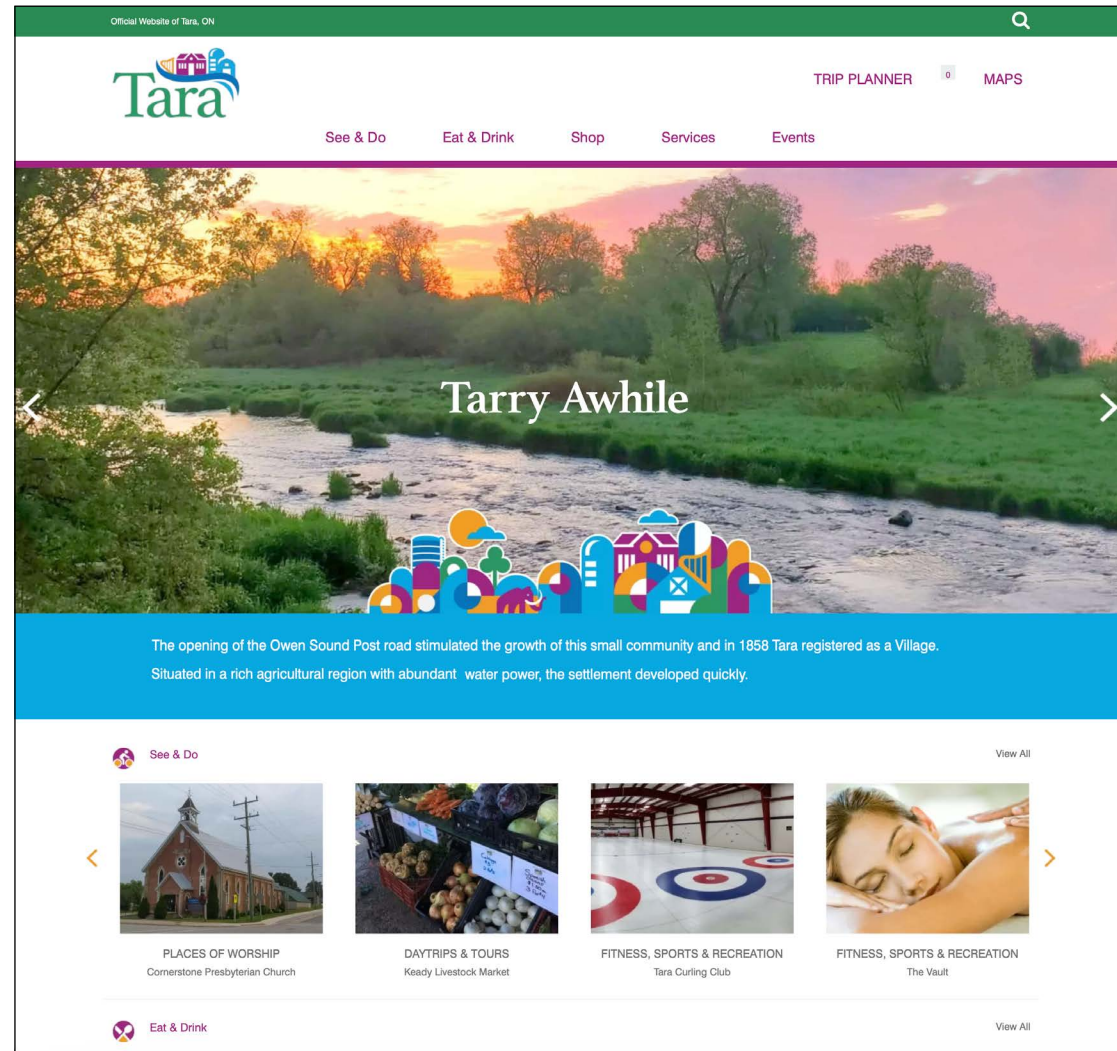 Official Website of Tara, ON
Tara
TRIP PLANNER 0 MAPS
See & Do Eat & Drink Shop Services Events
Tarry Awhile
The opening of the Owen Sound Post road stimulated the growth of this small community and in 1858 Tara registered as a Village.
Situated in a rich agricultural region with abundant water power, the settlement developed quickly.
See & Do View All
PLACES OF WORSHIP
Cornerstone Presbyterian Church
DAYTRIPS & TOURS
Keady Livestock Market
FITNESS, SPORTS & RECREATION
Tara Curling Club
FITNESS, SPORTS & RECREATION
The Vault
Eat & Drink View All